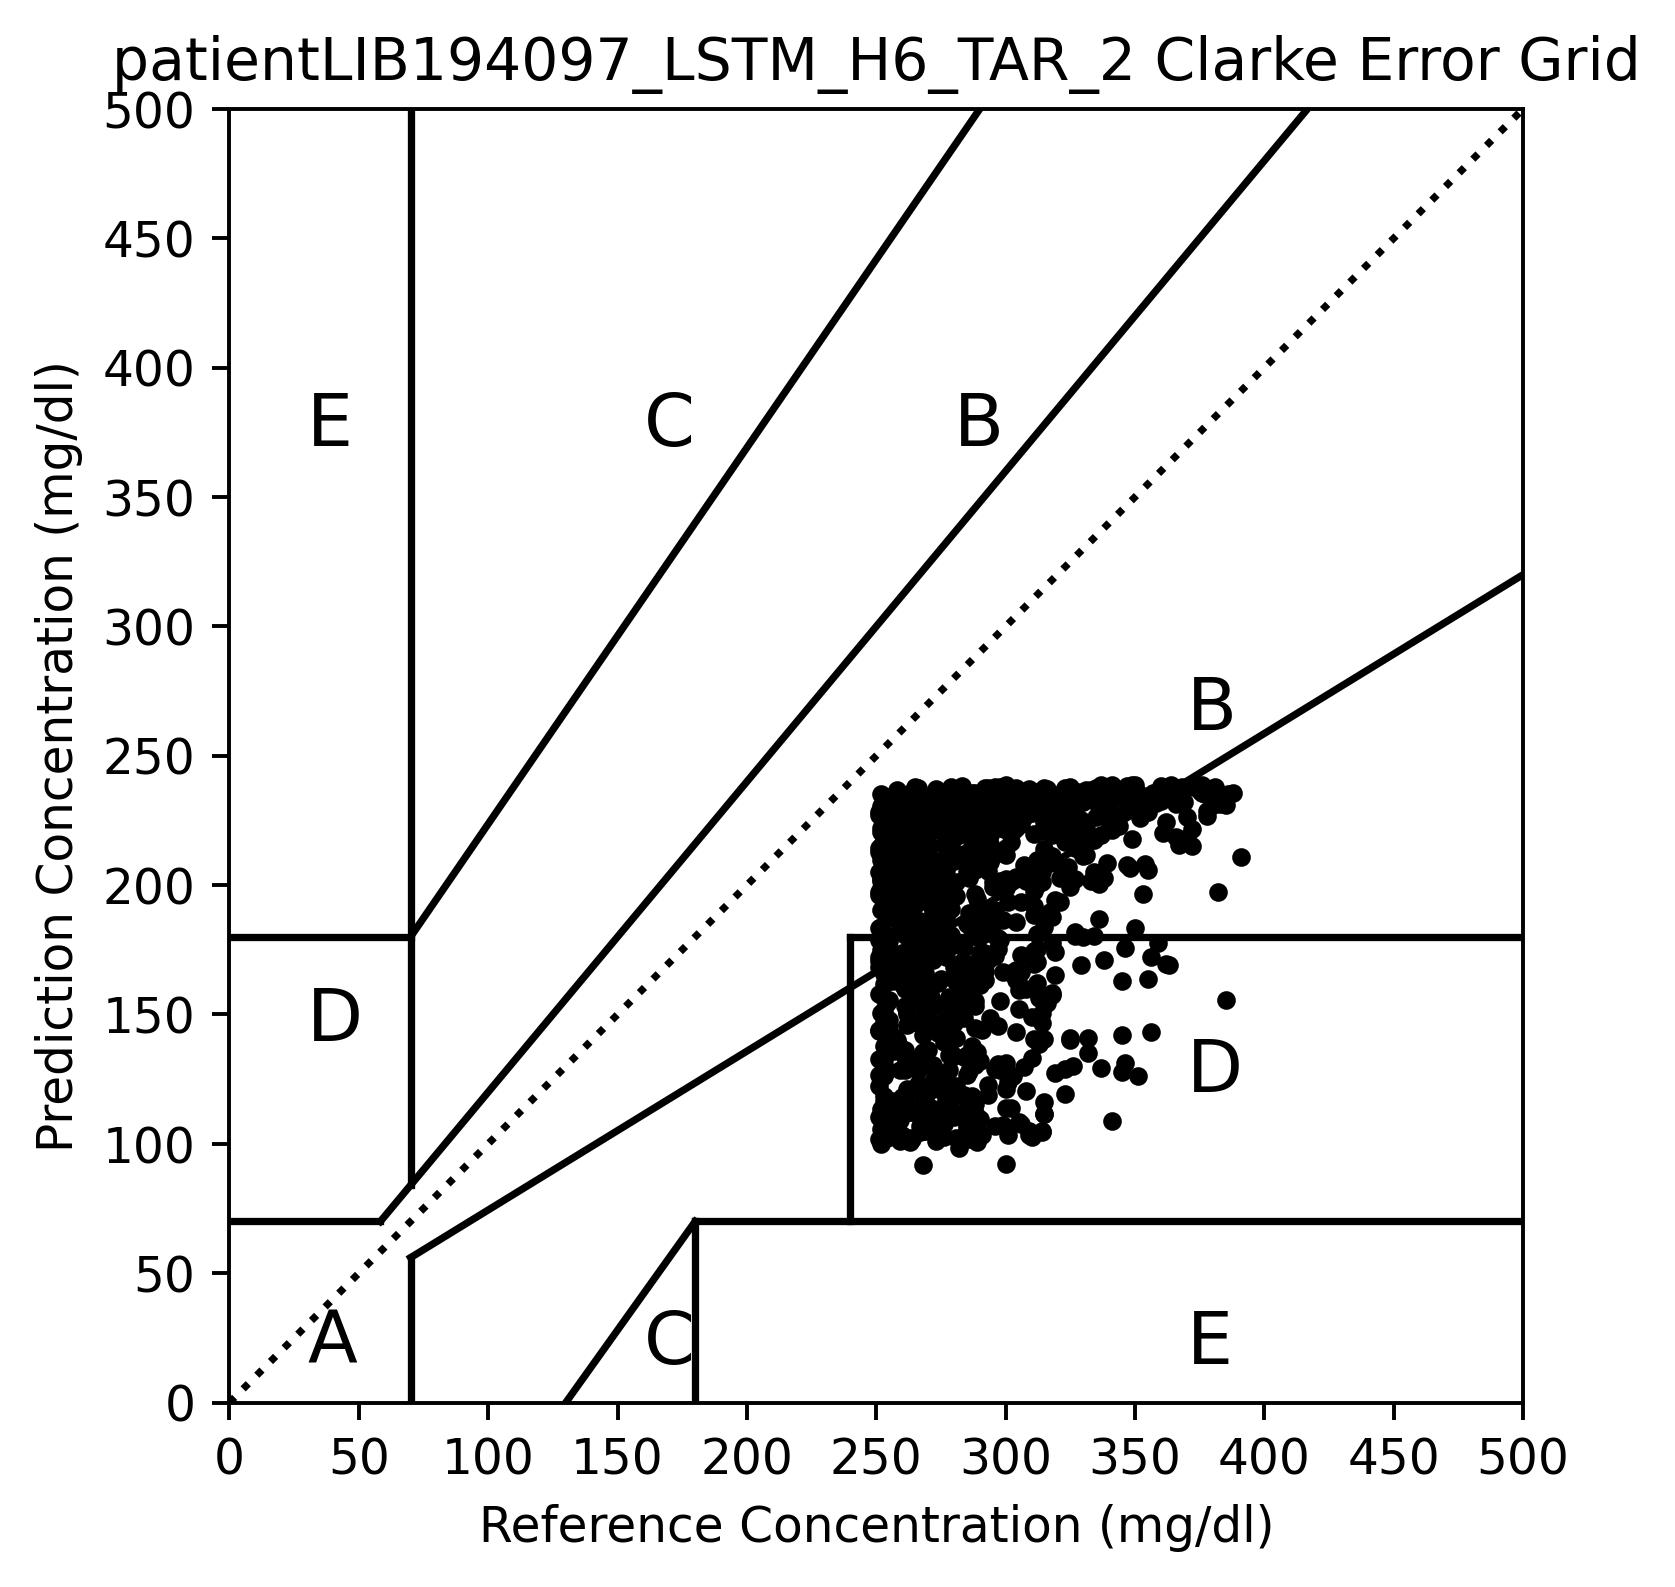 patientLIB194097_LSTM_H6_TAR_2 Clarke Error Grid
500
450
400
350
300
250
200
150
100
50
0
Prediction Concentration (mg/dl)
E
C
B
B
D
D
A
C
E
0 50 100 150 200 250 300 350 400 450 500
Reference Concentration (mg/dl)